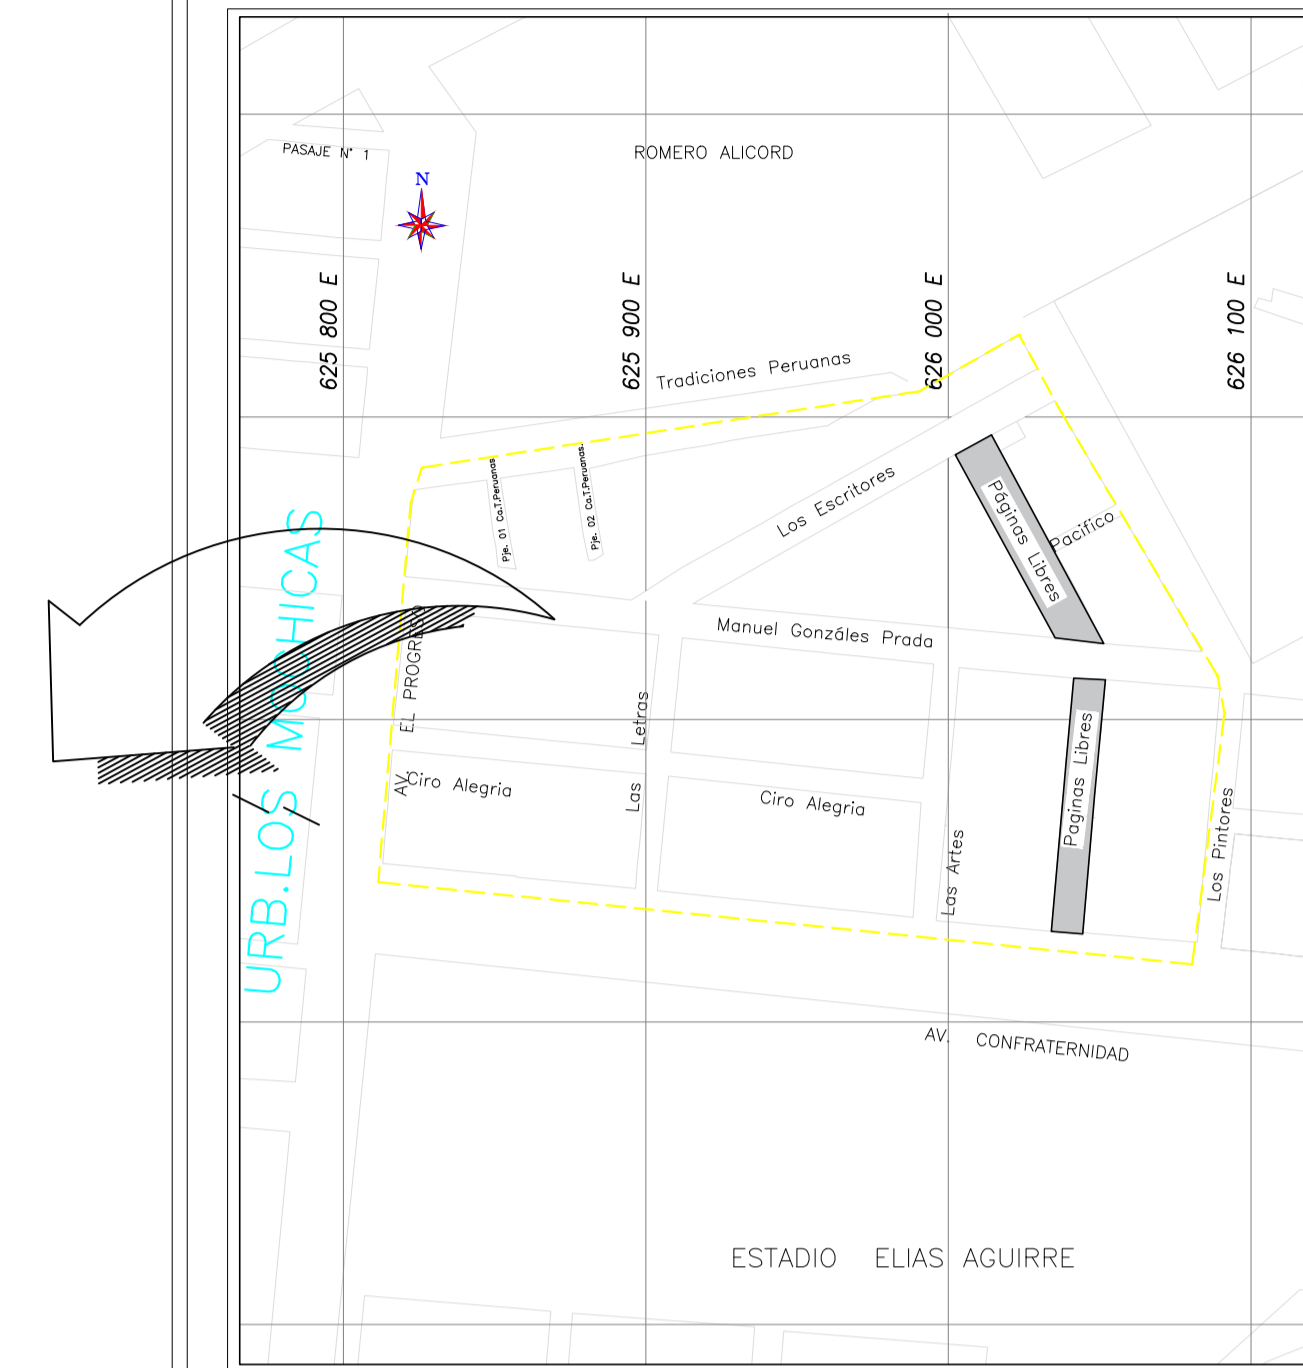 PASAJE N° 1
ROMERO ALICORD
N
625 800 E
625 900 E
626 000 E
626 100 E
Tradiciones Peruanas
Pje. 01 Ca.T.Peruanas
Pje. 02 Ca.T.Peruanas.
Los Escritores
Páginas Libres
Pacifico
URB.LOS MOCHICAS
AV. EL PROGRESO
Manuel Gonzáles Prada
Las Letras
Paginas Libres
Ciro Alegria
Ciro Alegria
Las Artes
Los Pintores
AV. CONFRATERNIDAD
ESTADIO ELIAS AGUIRRE